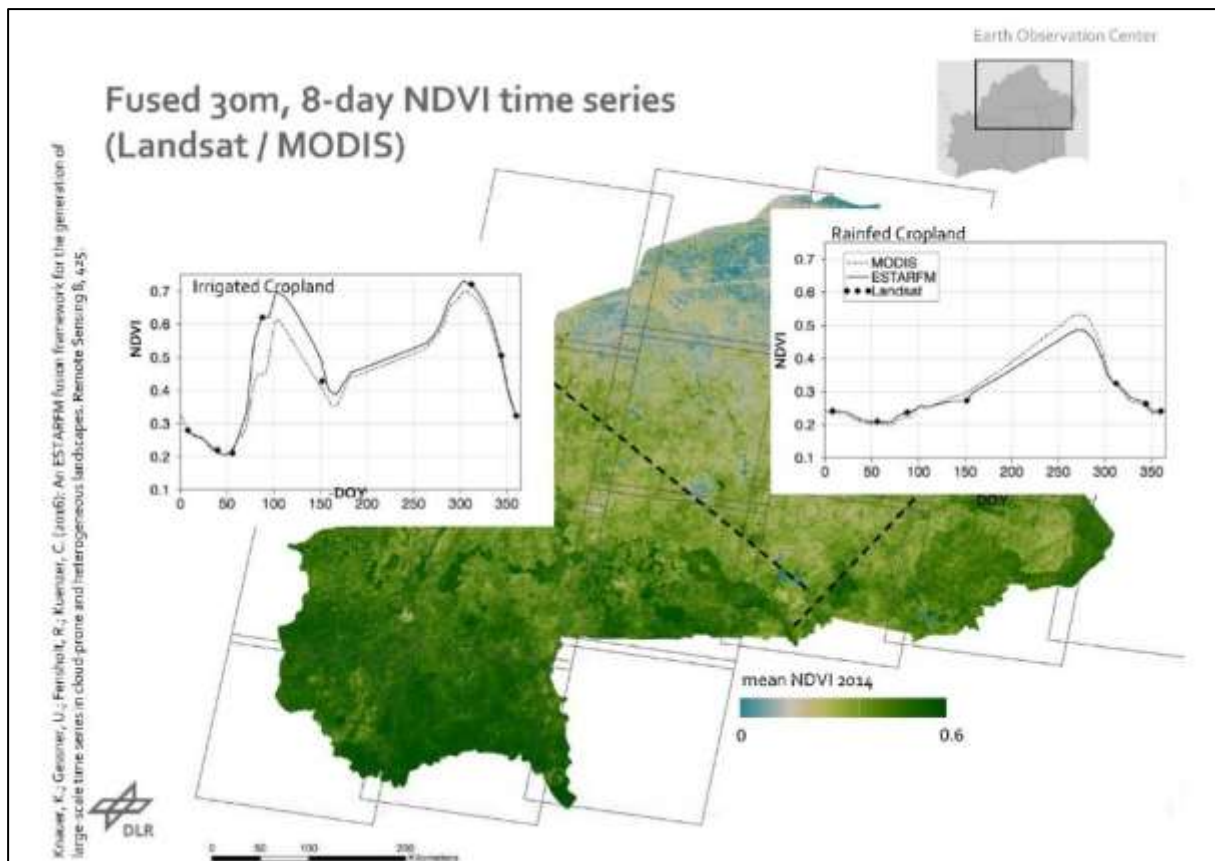 Earth Observation Center
Fused 30m, 8-day NDVI time series
(Landsat / MODIS)
Knauer, K.; Gessner, U.; Fensholt, R.; Kuenzer, C. (2016): An ESTARFM fusion framework for the generation of
large-scale time series in cloud-prone and heterogeneous landscapes. Remote Sensing 8, 425.
Irrigated Cropland
NDVI
0.7
0.6
0.5
0.4
0.3
0.2
0.1
0 50 100 150 200 250 300 350
DOY
Rainfed Cropland
MODIS
ESTARFM
Landsat
NDVI
0.7
0.6
0.5
0.4
0.3
0.2
0.1
0 50 100 150 200 250 300 350
DOY
mean NDVI 2014
0 0.6
DLR
0 50 100 200
Kilometers